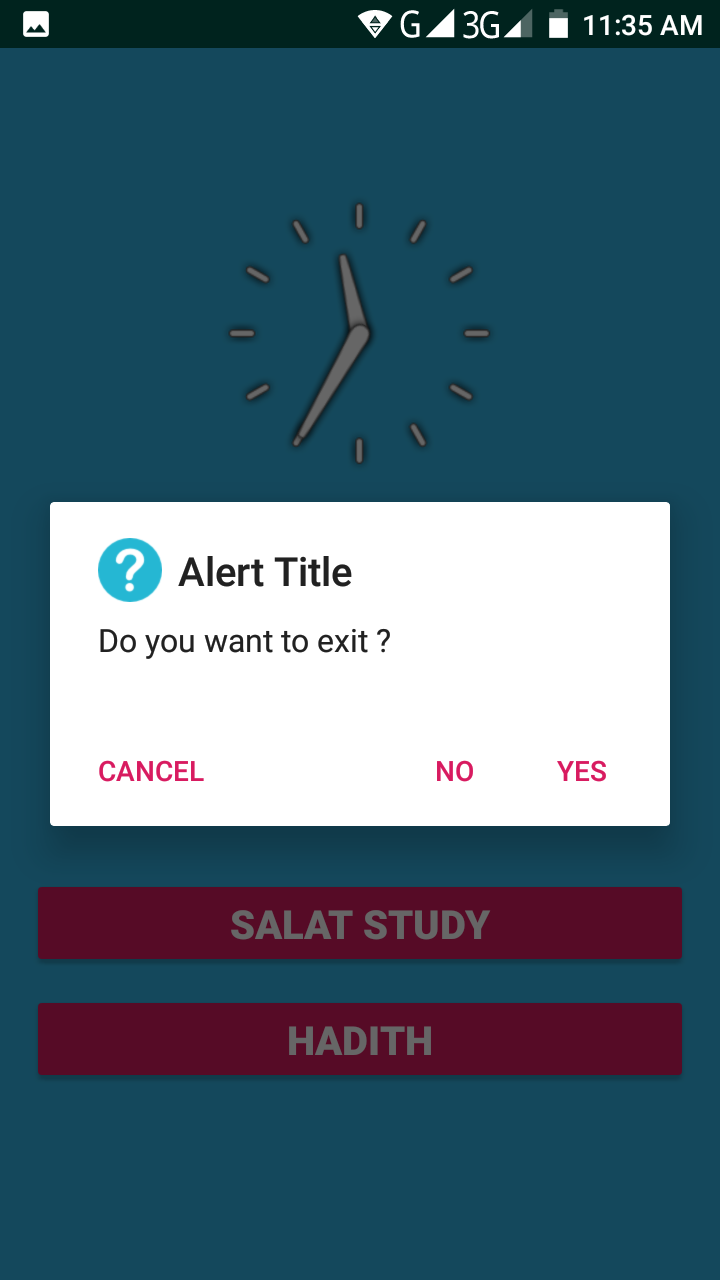 G 3G 11:35 AM
Alert Title
Do you want to exit ?
CANCEL NO YES
SALAT STUDY
HADITH